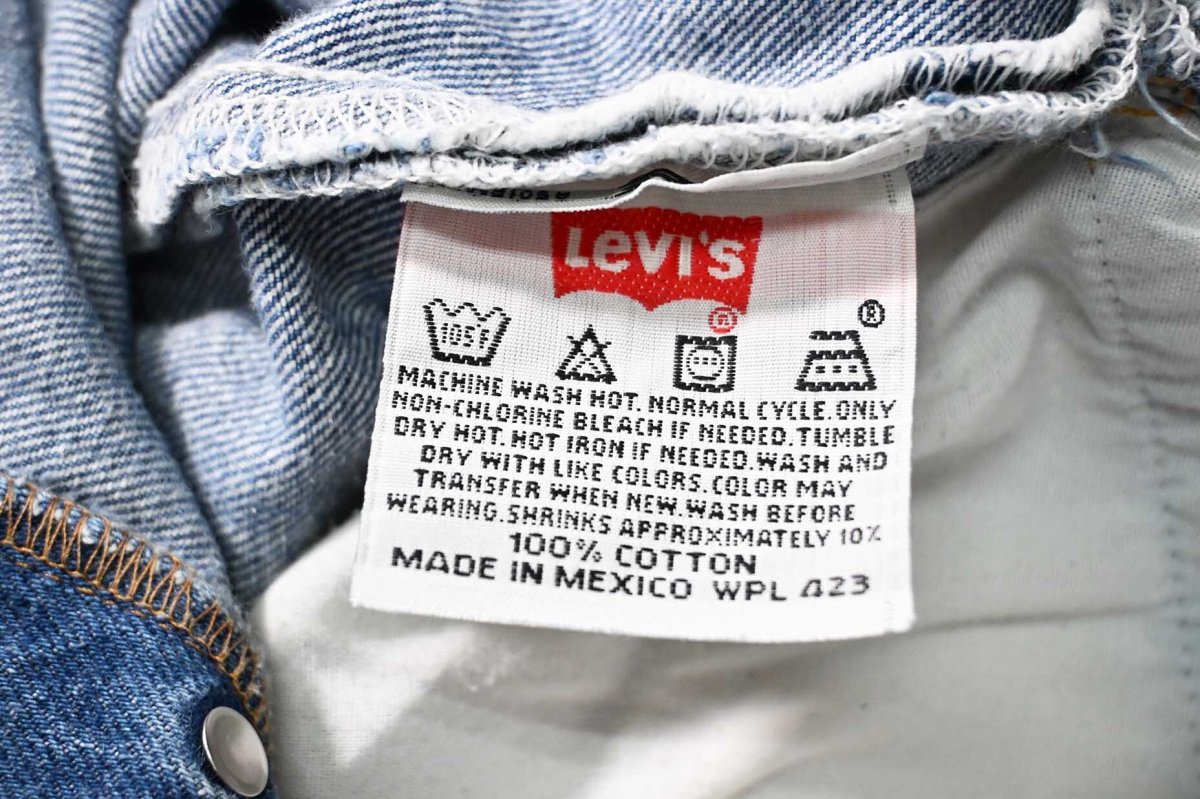 Levi's
®
®
105F
MACHINE WASH HOT. NORMAL CYCLE. ONLY
NON-CHLORINE BLEACH IF NEEDED. TUMBLE
DRY HOT. HOT IRON IF NEEDED. WASH AND
DRY WITH LIKE COLORS. COLOR MAY
TRANSFER WHEN NEW. WASH BEFORE
WEARING. SHRINKS APPROXIMATELY 10%
100% COTTON
MADE IN MEXICO WPL 423